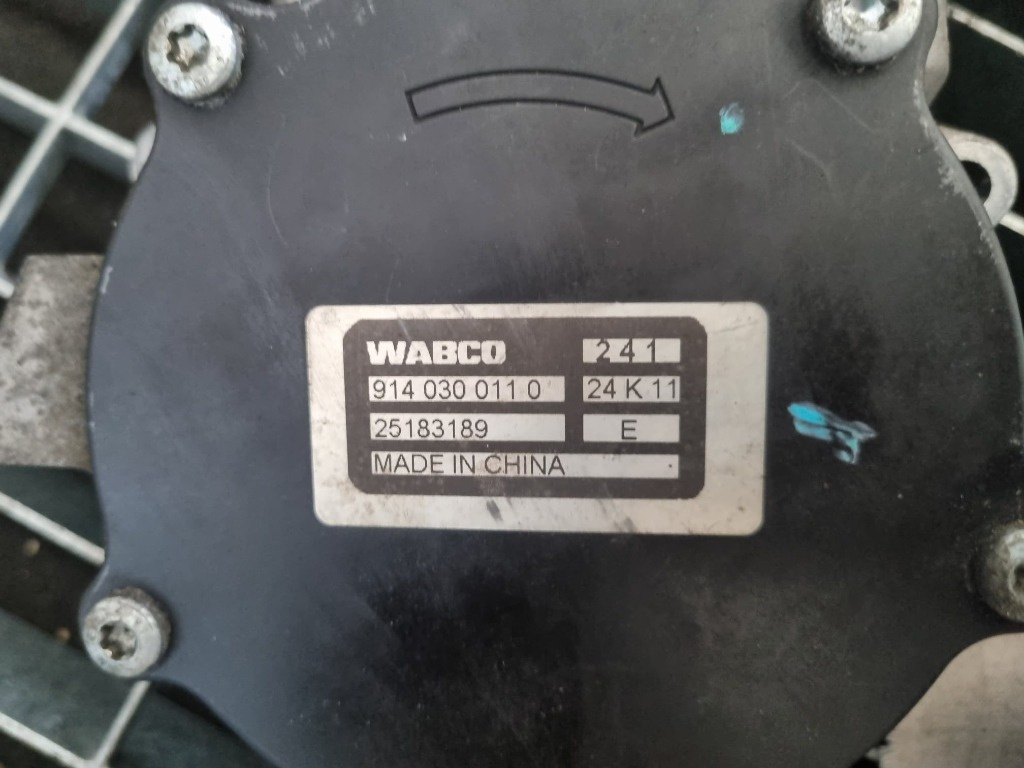 WABCO 241
914 030 011 0 24 K 11
25183189 E
MADE IN CHINA